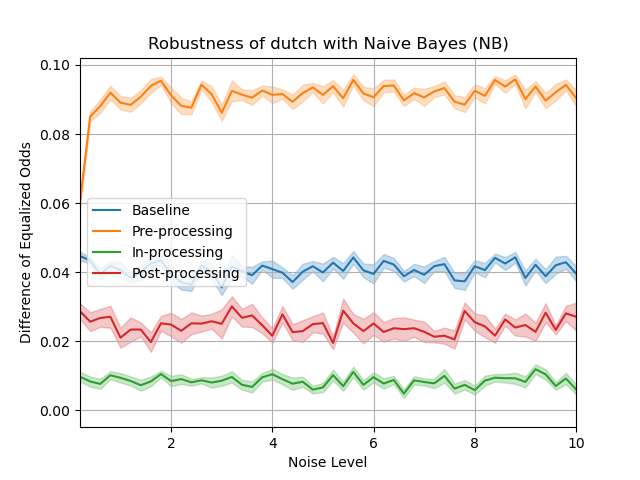 Robustness of dutch with Naive Bayes (NB)
Difference of Equalized Odds
0.10
0.08
0.06
0.04
0.02
0.00
Baseline
Pre-processing
In-processing
Post-processing
2
4
6
8
10
Noise Level